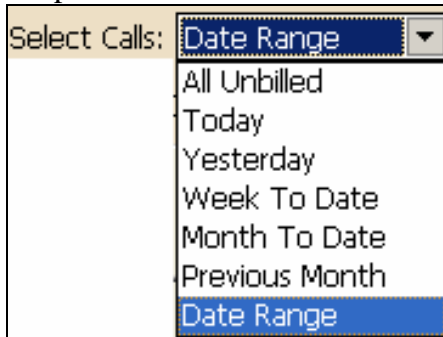 Select Calls: Date Range
All Unbilled
Today
Yesterday
Week To Date
Month To Date
Previous Month
Date Range